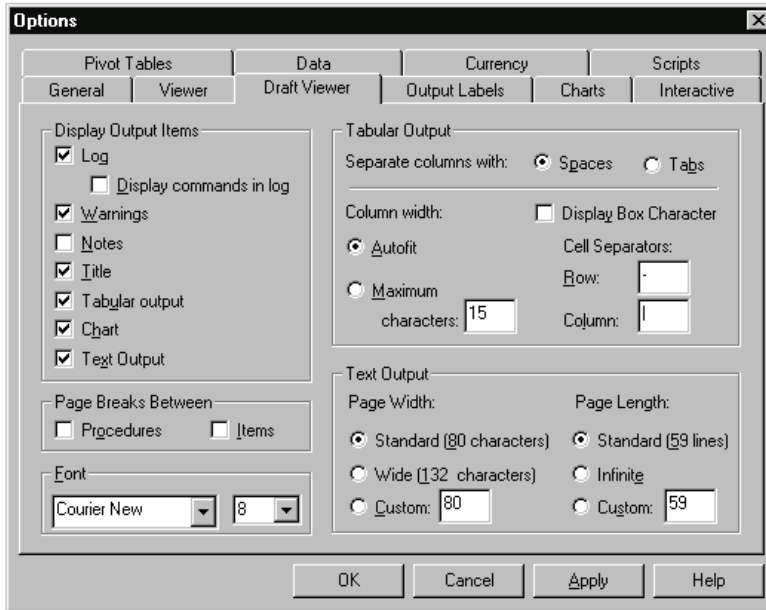 Options
Pivot Tables Data Currency Scripts
General Viewer Draft Viewer Output Labels Charts Interactive
Display Output Items
Log
Display commands in log
Warnings
Notes
Title
Tabular output
Chart
Text Output
Page Breaks Between
Procedures Items
Font
Courier New 8
Tabular Output
Separate columns with: Spaces Tabs
Column width: Display Box Character
Autofit Cell Separators:
Row: -
Maximum
characters: 15 Column: |
Text Output
Page Width: Page Length:
Standard (80 characters) Standard (59 lines)
Wide (132 characters) Infinite
Custom: 80 Custom: 59
OK Cancel Apply Help